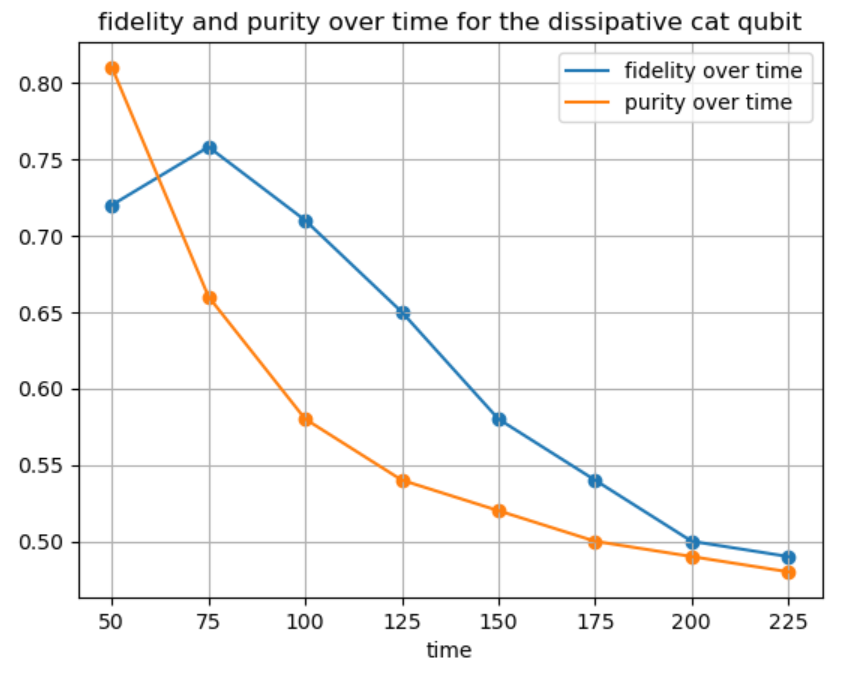 fidelity and purity over time for the dissipative cat qubit
fidelity over time
purity over time
0.80
0.75
0.70
0.65
0.60
0.55
0.50
50 75 100 125 150 175 200 225
time